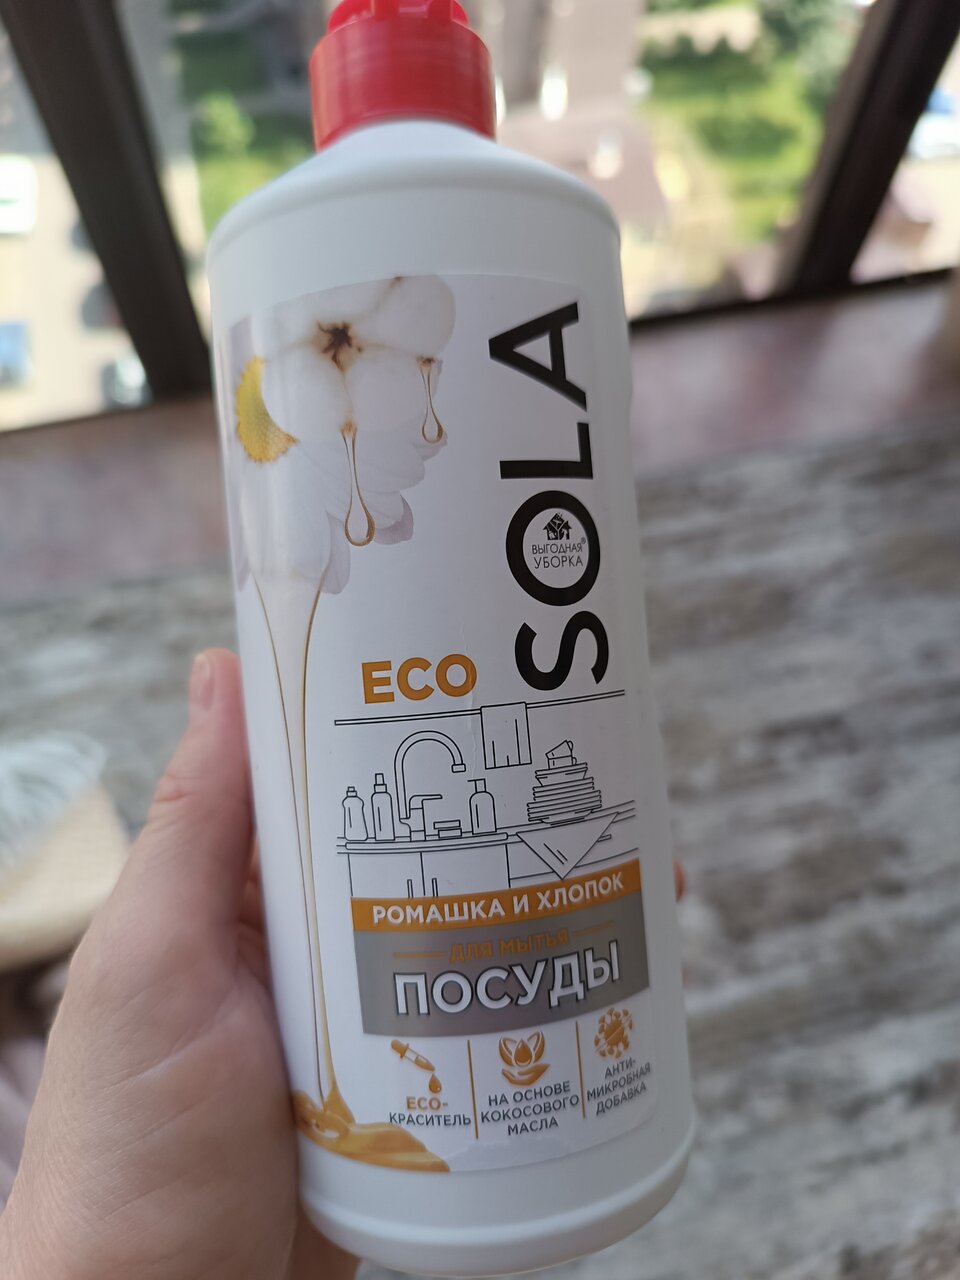 SOLA
ВЫГОДНАЯ®
УБОРКА
ECO
РОМАШКА И ХЛОПОК
ДЛЯ МЫТЬЯ
ПОСУДЫ
ECO-
КРАСИТЕЛЬ
НА ОСНОВЕ
КОКОСОВОГО
МАСЛА
АНТИ-
МИКРОБНАЯ
ДОБАВКА